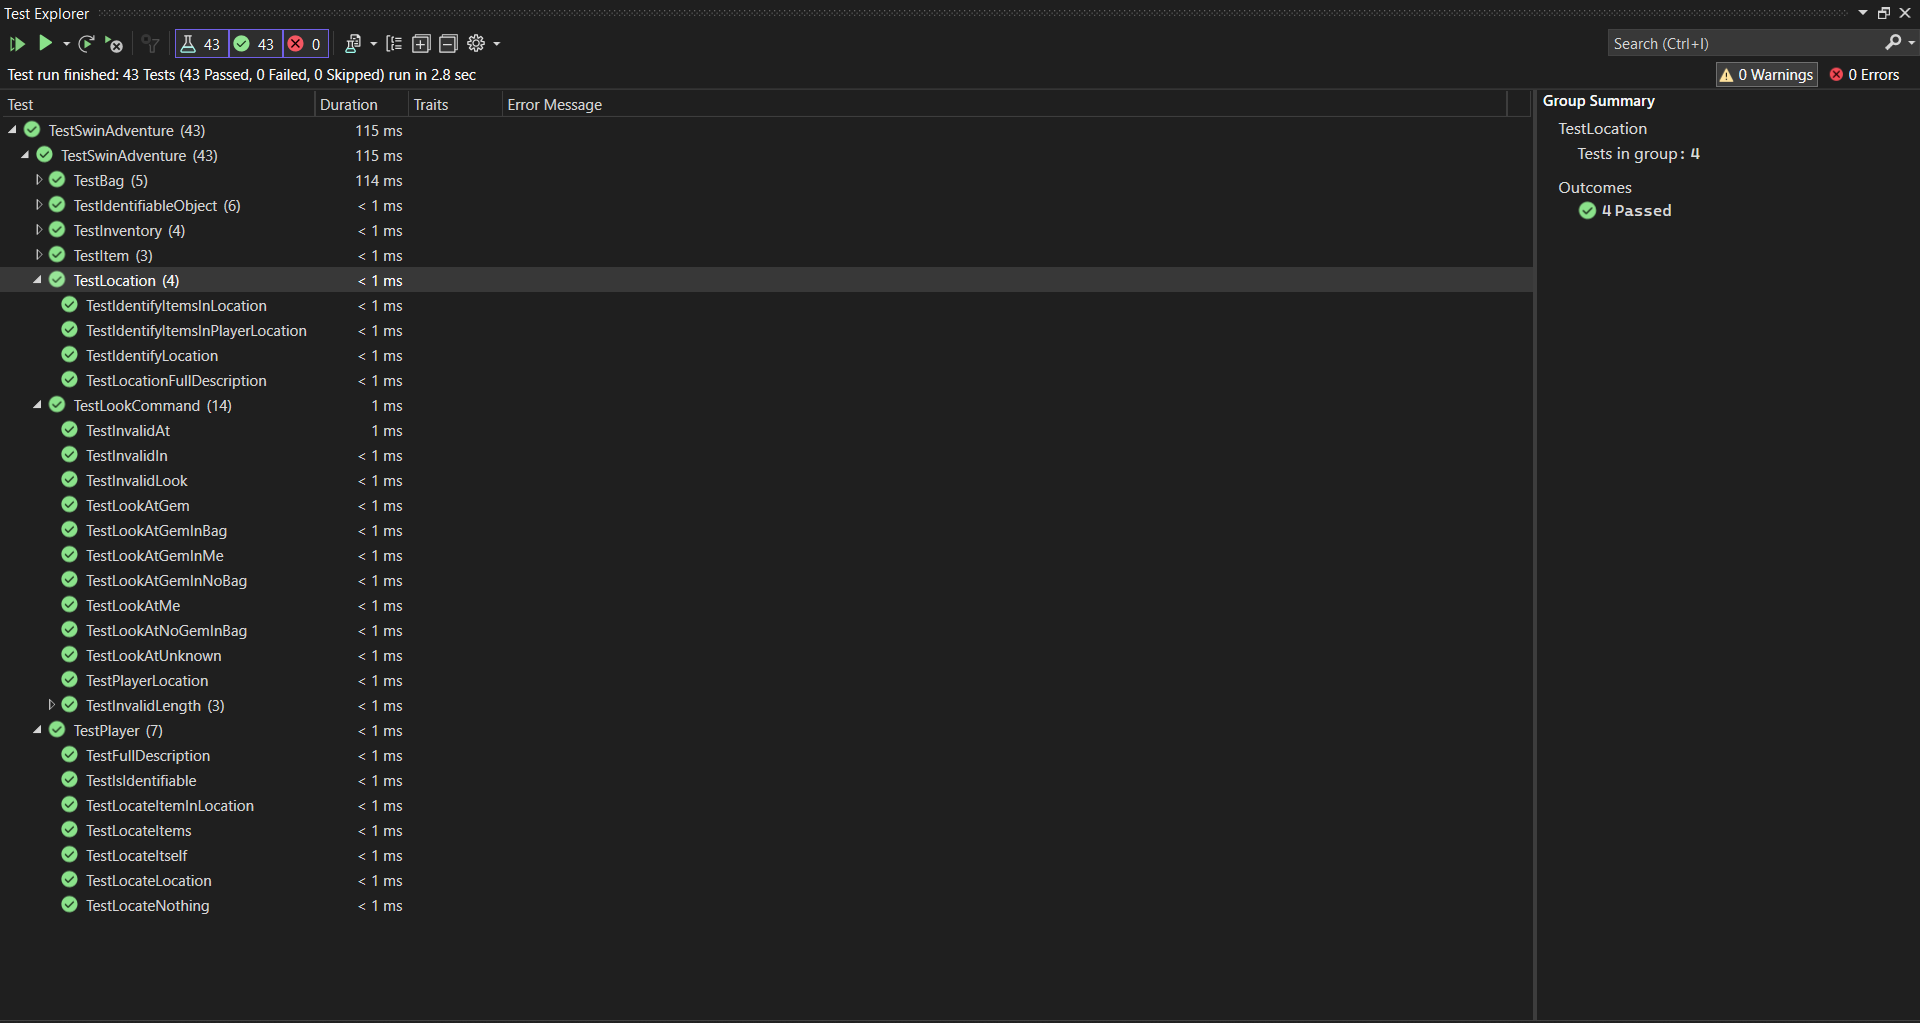 Test Explorer
43 43 0
Search (Ctrl+I)
Test run finished: 43 Tests (43 Passed, 0 Failed, 0 Skipped) run in 2.8 sec
0 Warnings 0 Errors
Test Duration Traits Error Message
TestSwinAdventure (43) 115 ms
TestSwinAdventure (43) 115 ms
TestBag (5) 114 ms
TestIdentifiableObject (6) < 1 ms
TestInventory (4) < 1 ms
TestItem (3) < 1 ms
TestLocation (4) < 1 ms
TestIdentifyItemsInLocation < 1 ms
TestIdentifyItemsInPlayerLocation < 1 ms
TestIdentifyLocation < 1 ms
TestLocationFullDescription < 1 ms
TestLookCommand (14) 1 ms
TestInvalidAt 1 ms
TestInvalidIn < 1 ms
TestInvalidLook < 1 ms
TestLookAtGem < 1 ms
TestLookAtGemInBag < 1 ms
TestLookAtGemInMe < 1 ms
TestLookAtGemInNoBag < 1 ms
TestLookAtMe < 1 ms
TestLookAtNoGemInBag < 1 ms
TestLookAtUnknown < 1 ms
TestPlayerLocation < 1 ms
TestInvalidLength (3) < 1 ms
TestPlayer (7) < 1 ms
TestFullDescription < 1 ms
TestIsIdentifiable < 1 ms
TestLocateItemInLocation < 1 ms
TestLocateItems < 1 ms
TestLocateItself < 1 ms
TestLocateLocation < 1 ms
TestLocateNothing < 1 ms
Group Summary
TestLocation
Tests in group: 4
Outcomes
4 Passed